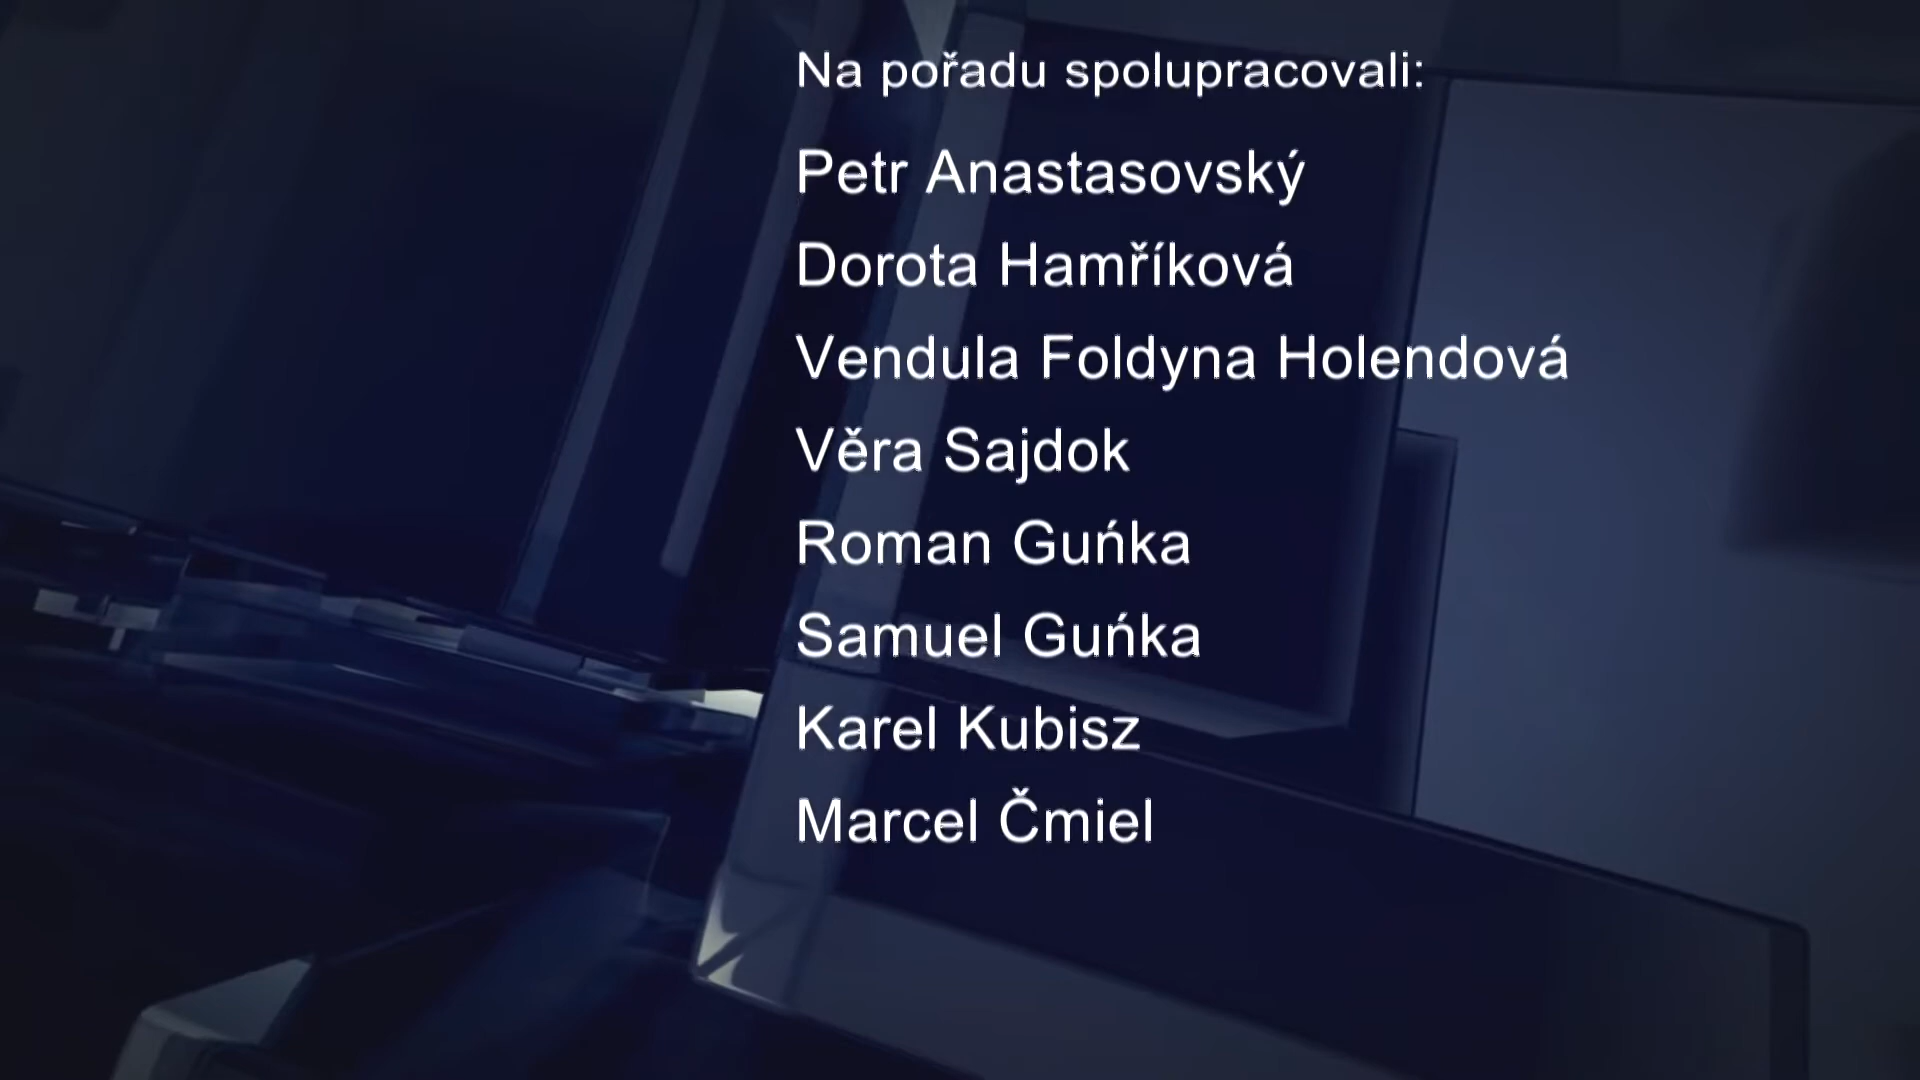 Na pořadu spolupracovali:
Petr Anastasovský
Dorota Hamříková
Vendula Foldyna Holendová
Věra Sajdok
Roman Guńka
Samuel Guńka
Karel Kubisz
Marcel Čmiel